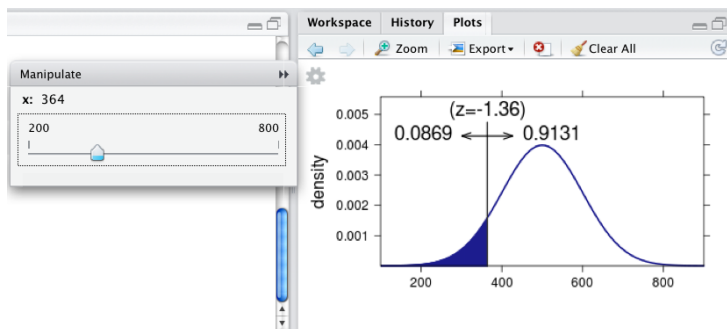 Workspace History Plots
Zoom Export Clear All
Manipulate
x: 364
200 800
(z=-1.36)
0.0869 0.9131
density
0.005
0.004
0.003
0.002
0.001
200 400 600 800